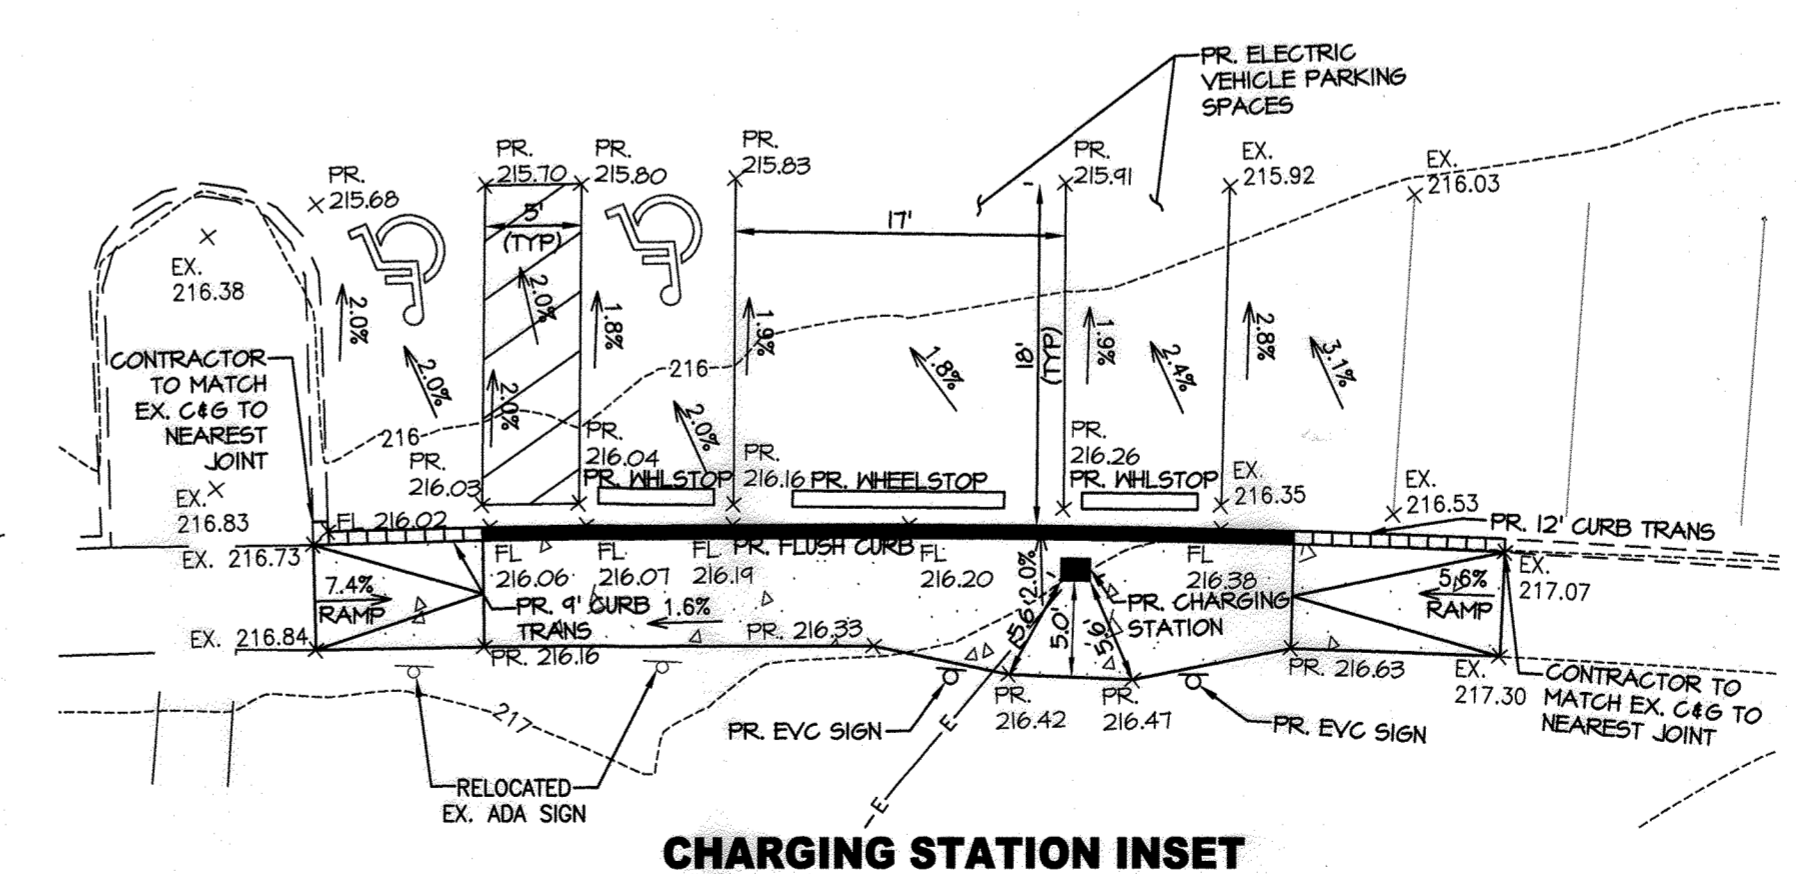 PR. ELECTRIC
VEHICLE PARKING
SPACES
PR.
215.68
PR.
215.70
PR.
215.80
PR.
215.83
PR.
215.91
EX.
215.92
EX.
216.03
5'
(TYP)
17'
EX.
216.38
2.0%
2.0%
2.0%
2.0%
1.8%
2.0%
1.9%
1.8%
18'
(TYP)
1.9%
2.4%
2.8%
3.1%
216
216
CONTRACTOR
TO MATCH
EX. C&G TO
NEAREST
JOINT
PR.
216.03
PR.
216.04
PR. WHLSTOP
PR.
216.16
PR. WHEELSTOP
PR.
216.26
PR. WHLSTOP
EX.
216.35
EX.
216.53
EX.
216.83
FL 216.02
PR. 12' CURB TRANS
EX. 216.73
FL
216.06
FL
216.07
FL
216.19
PR. FLUSH CURB
FL
216.20
2.0%
FL
216.38
EX.
217.07
7.4%
RAMP
PR. 9' CURB
TRANS
1.6%
5.6'
5.0'
5.6'
PR. CHARGING
STATION
5.6%
RAMP
EX. 216.84
PR. 216.16
PR. 216.33
PR. 216.63
EX.
217.30
PR.
216.42
PR.
216.47
CONTRACTOR TO
MATCH EX. C&G TO
NEAREST JOINT
217
PR. EVC SIGN
PR. EVC SIGN
E
E
RELOCATED
EX. ADA SIGN
CHARGING STATION INSET